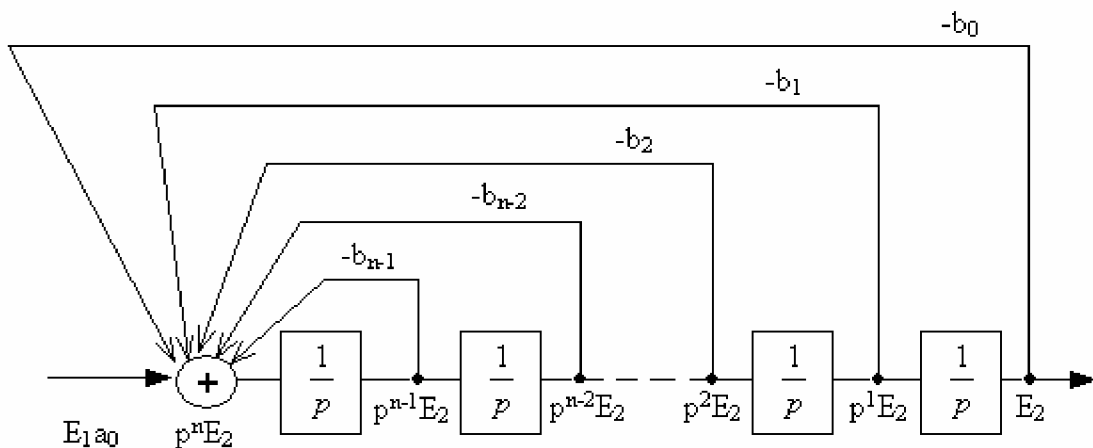 -b₀
-b₁
-b₂
-bₙ₋₂
-bₙ₋₁
1/p 1/p 1/p 1/p
+
E₁a₀ pⁿE₂ pⁿ⁻¹E₂ pⁿ⁻²E₂ p²E₂ p¹E₂ E₂